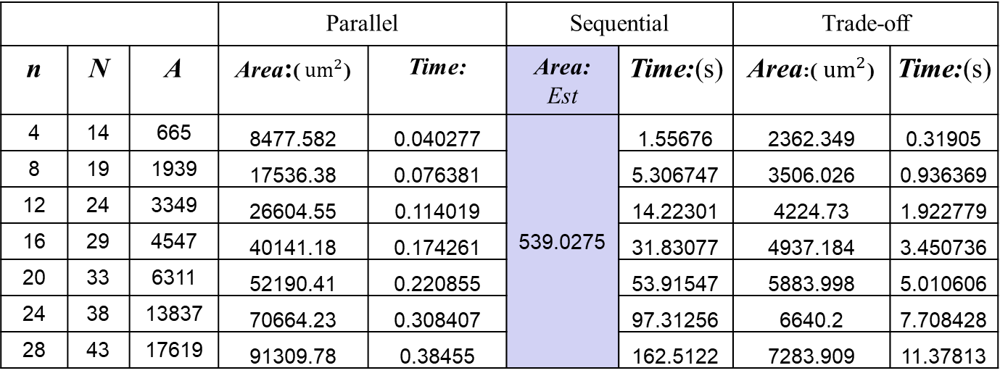 Parallel Sequential Trade-off
n N A Area:( um²) Time: Area: Time:(s) Area:( um²) Time:(s)
Est
4 14 665 8477.582 0.040277 1.55676 2362.349 0.31905
8 19 1939 17536.38 0.076381 5.306747 3506.026 0.936369
12 24 3349 26604.55 0.114019 14.22301 4224.73 1.922779
16 29 4547 40141.18 0.174261 539.0275 31.83077 4937.184 3.450736
20 33 6311 52190.41 0.220855 53.91547 5883.998 5.010606
24 38 13837 70664.23 0.308407 97.31256 6640.2 7.708428
28 43 17619 91309.78 0.38455 162.5122 7283.909 11.37813